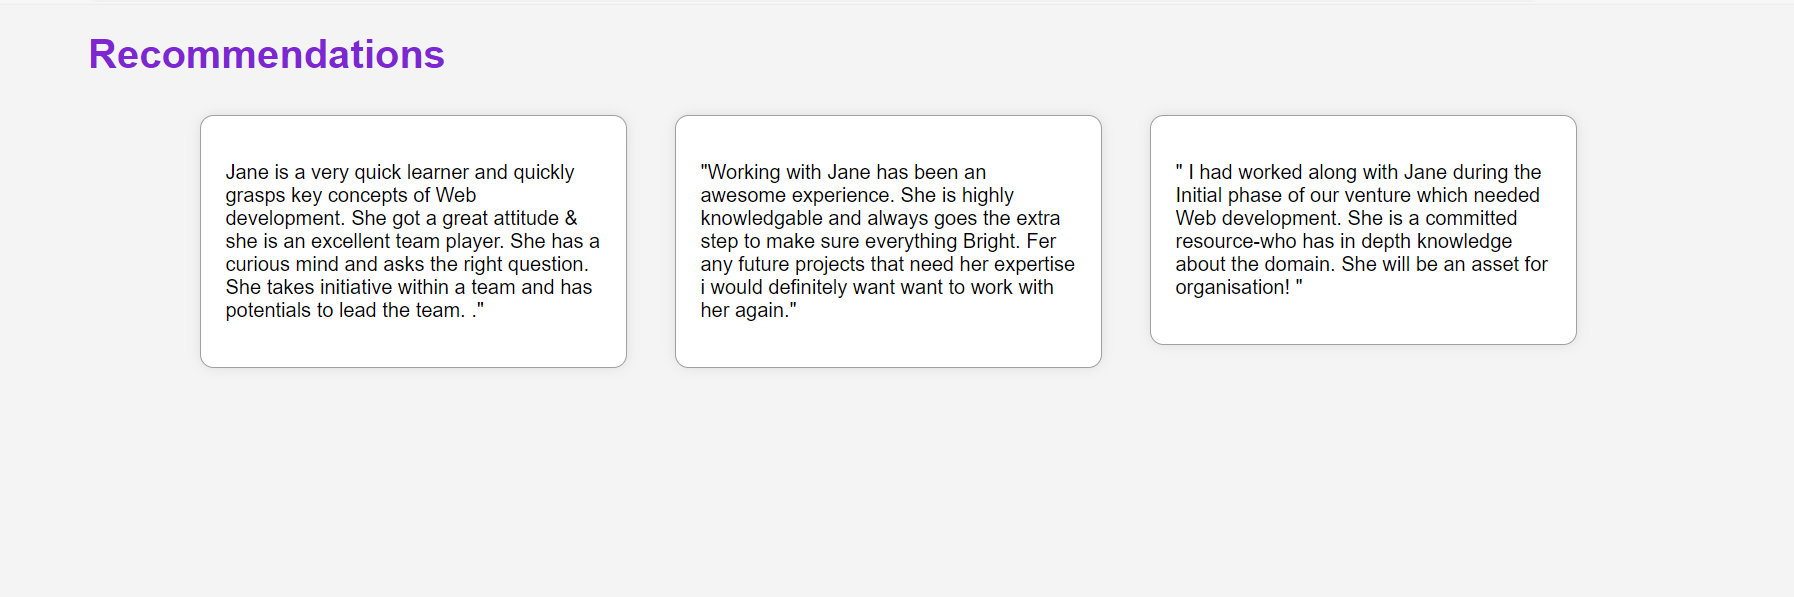 Recommendations
Jane is a very quick learner and quickly
grasps key concepts of Web
development. She got a great attitude &
she is an excellent team player. She has a
curious mind and asks the right question.
She takes initiative within a team and has
potentials to lead the team. ."
"Working with Jane has been an
awesome experience. She is highly
knowledgable and always goes the extra
step to make sure everything Bright. Fer
any future projects that need her expertise
i would definitely want want to work with
her again."
" I had worked along with Jane during the
Initial phase of our venture which needed
Web development. She is a committed
resource-who has in depth knowledge
about the domain. She will be an asset for
organisation! "